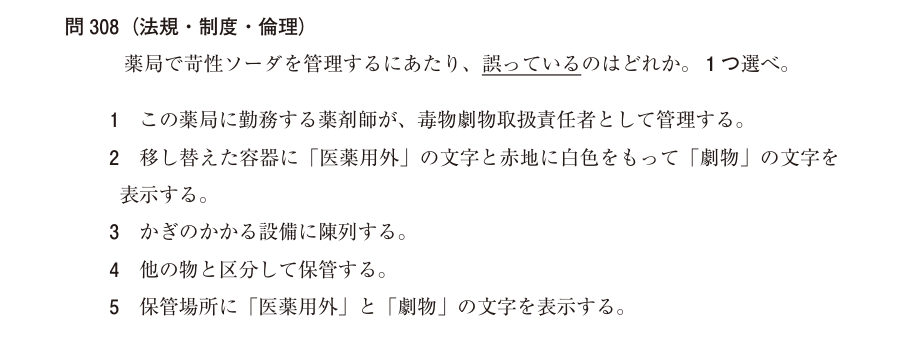 問 308（法規・制度・倫理）
薬局で苛性ソーダを管理するにあたり、誤っているのはどれか。1つ選べ。
1　この薬局に勤務する薬剤師が、毒物劇物取扱責任者として管理する。
2　移し替えた容器に「医薬用外」の文字と赤地に白色をもって「劇物」の文字を
表示する。
3　かぎのかかる設備に陳列する。
4　他の物と区分して保管する。
5　保管場所に「医薬用外」と「劇物」の文字を表示する。